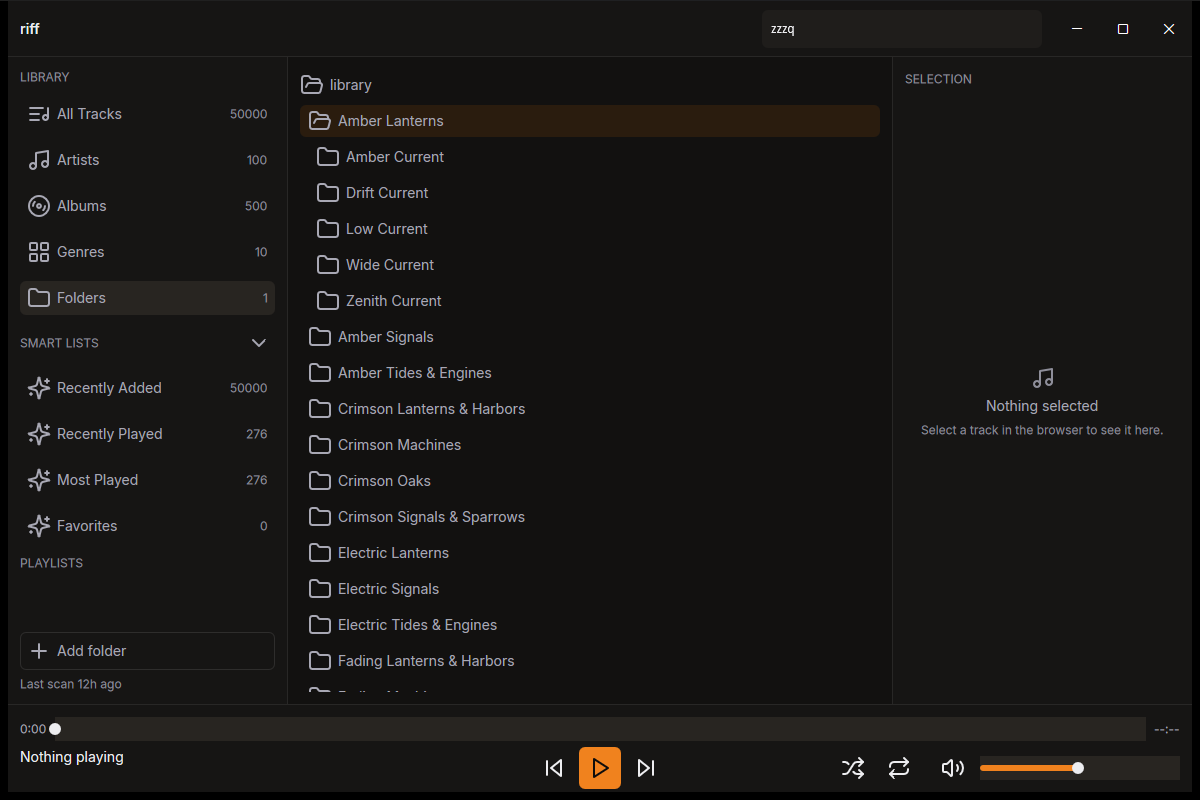 riff
zzzq
LIBRARY
All Tracks 50000
Artists 100
Albums 500
Genres 10
Folders 1
SMART LISTS
Recently Added 50000
Recently Played 276
Most Played 276
Favorites 0
PLAYLISTS
Add folder
Last scan 12h ago
library
Amber Lanterns
Amber Current
Drift Current
Low Current
Wide Current
Zenith Current
Amber Signals
Amber Tides & Engines
Crimson Lanterns & Harbors
Crimson Machines
Crimson Oaks
Crimson Signals & Sparrows
Electric Lanterns
Electric Signals
Electric Tides & Engines
Fading Lanterns & Harbors
SELECTION
Nothing selected
Select a track in the browser to see it here.
0:00 --:--
Nothing playing